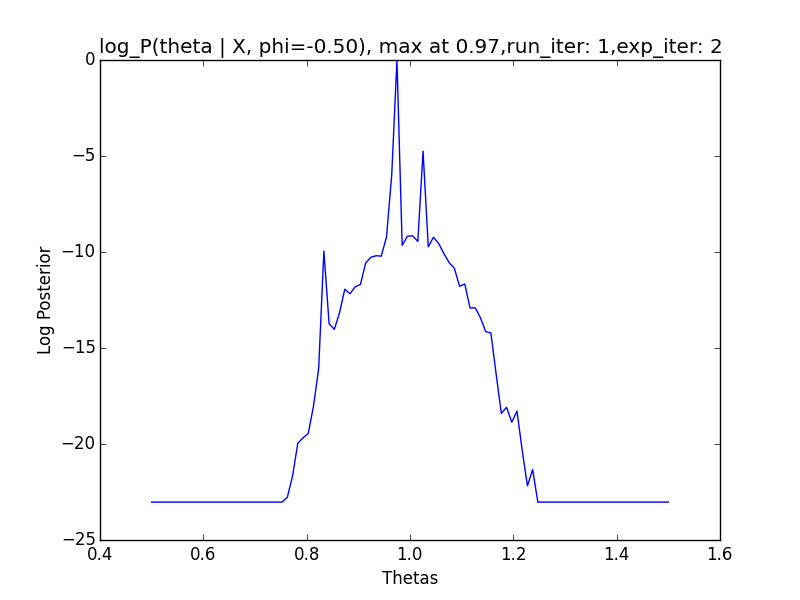 log_P(theta | X, phi=-0.50), max at 0.97,run_iter: 1,exp_iter: 2
0
−5
−10
−15
−20
−25
Log Posterior
0.4 0.6 0.8 1.0 1.2 1.4 1.6
Thetas